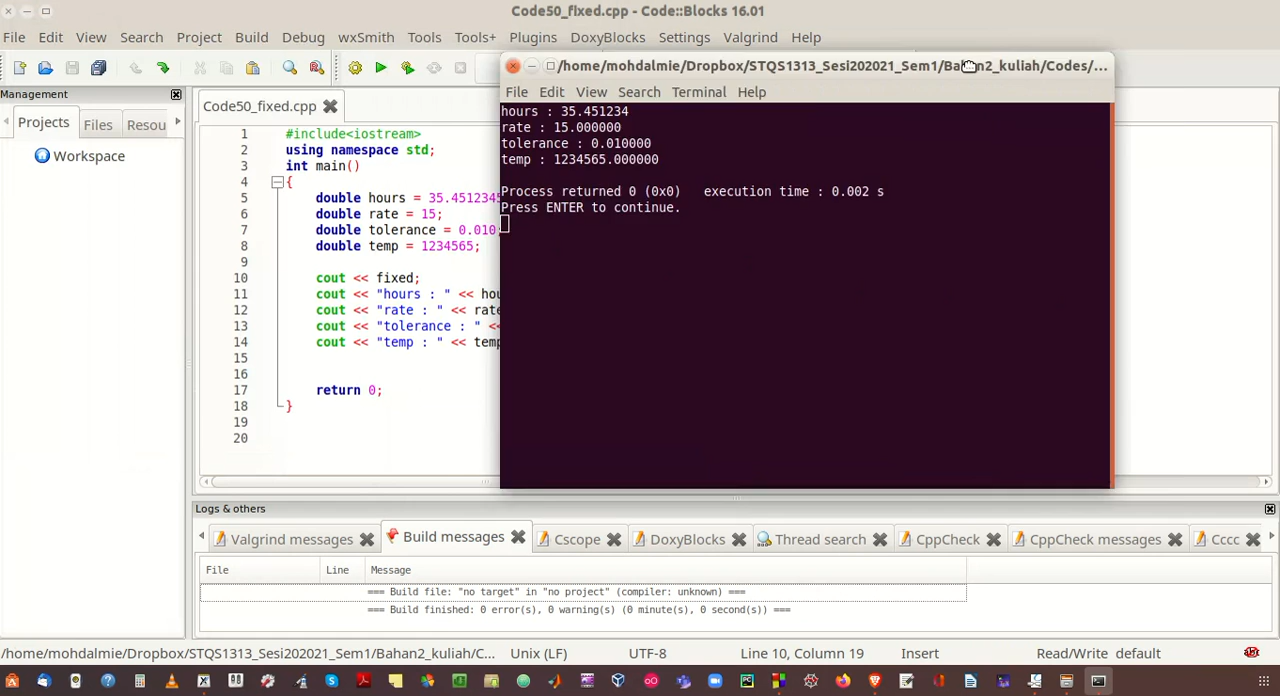 Code50_fixed.cpp - Code::Blocks 16.01
File Edit View Search Project Build Debug wxSmith Tools Tools+ Plugins DoxyBlocks Settings Valgrind Help
Management
Projects Files Resou
Workspace
Code50_fixed.cpp
1 #include<iostream>
2 using namespace std;
3 int main()
4 {
5 double hours = 35.4512345
6 double rate = 15;
7 double tolerance = 0.010
8 double temp = 1234565;
9
10 cout << fixed;
11 cout << "hours : " << hou
12 cout << "rate : " << rate
13 cout << "tolerance : " <<
14 cout << "temp : " << temp
15
16
17 return 0;
18 }
19
20
/home/mohdalmie/Dropbox/STQS1313_Sesi202021_Sem1/Bahan2_kuliah/Codes/...
File Edit View Search Terminal Help
hours : 35.451234
rate : 15.000000
tolerance : 0.010000
temp : 1234565.000000
Process returned 0 (0x0) execution time : 0.002 s
Press ENTER to continue.
Logs & others
Valgrind messages Build messages Cscope DoxyBlocks Thread search CppCheck CppCheck messages Cccc
File Line Message
=== Build file: "no target" in "no project" (compiler: unknown) ===
=== Build finished: 0 error(s), 0 warning(s) (0 minute(s), 0 second(s)) ===
/home/mohdalmie/Dropbox/STQS1313_Sesi202021_Sem1/Bahan2_kuliah/C... Unix (LF) UTF-8 Line 10, Column 19 Insert Read/Write default